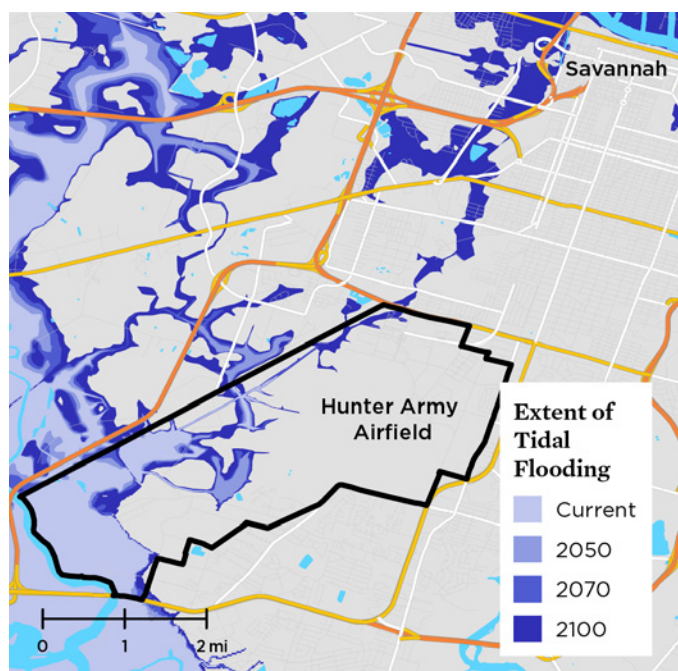 Savannah
Hunter Army
Airfield
Extent of
Tidal
Flooding
Current
2050
2070
2100
0 1 2 mi